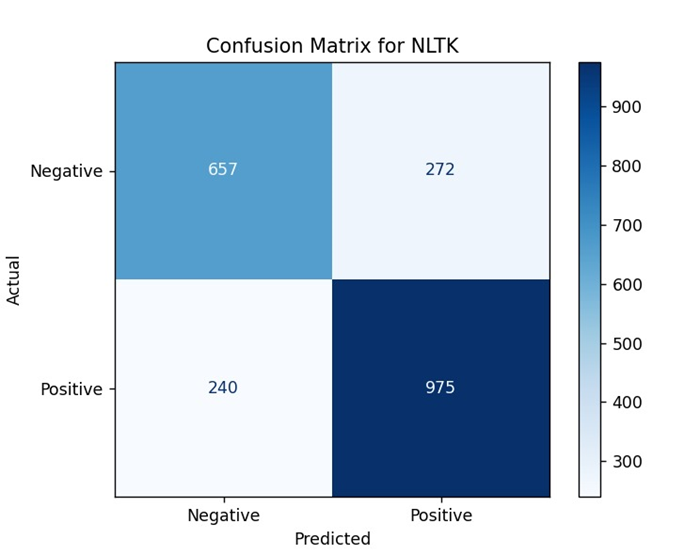 Confusion Matrix for NLTK
Actual
Negative
657
272
Positive
240
975
Negative
Positive
Predicted
900
800
700
600
500
400
300